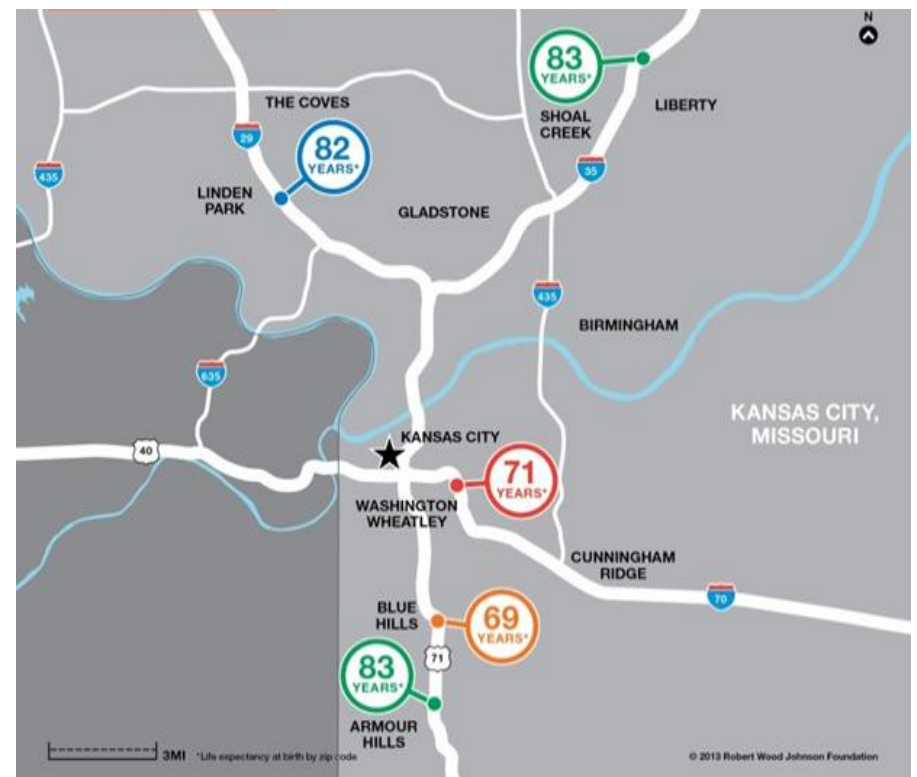 N
83
YEARS*
SHOAL
CREEK
LIBERTY
THE COVES
29
82
YEARS*
435
35
LINDEN
PARK
GLADSTONE
435
BIRMINGHAM
635
KANSAS CITY,
MISSOURI
40
KANSAS CITY
71
YEARS*
WASHINGTON
WHEATLEY
CUNNINGHAM
RIDGE
70
BLUE
HILLS
69
YEARS*
71
83
YEARS*
ARMOUR
HILLS
3MI
*Life expectancy at birth by zip code
© 2013 Robert Wood Johnson Foundation